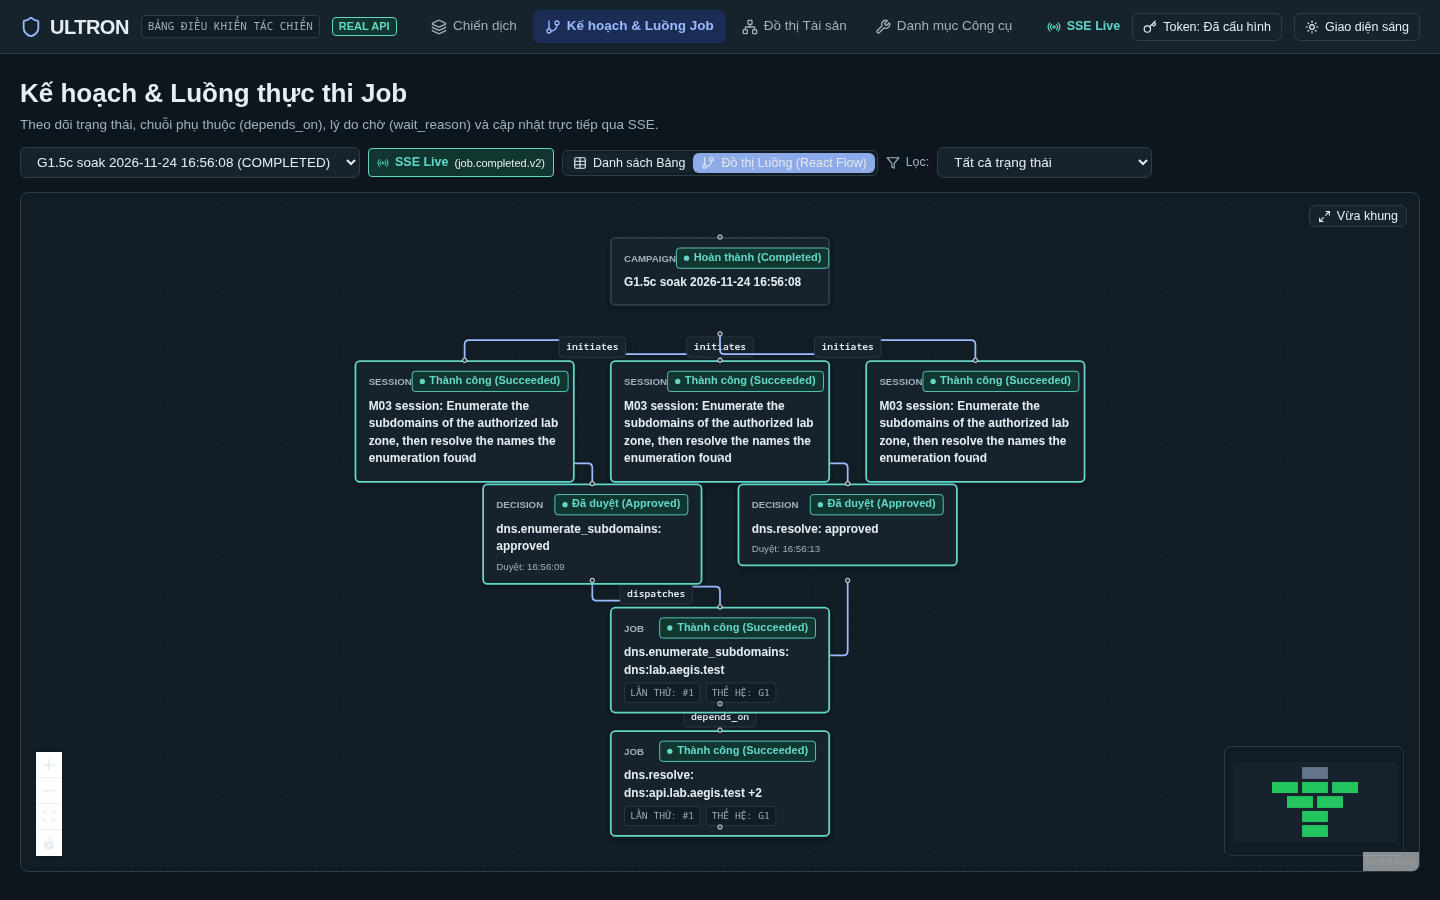 ULTRON
BẢNG ĐIỀU KHIỂN TÁC CHIẾN
REAL API
Chiến dịch
Kế hoạch & Luồng Job
Đồ thị Tài sản
Danh mục Công cụ
SSE Live
Token: Đã cấu hình
Giao diện sáng
Kế hoạch & Luồng thực thi Job
Theo dõi trạng thái, chuỗi phụ thuộc (depends_on), lý do chờ (wait_reason) và cập nhật trực tiếp qua SSE.
G1.5c soak 2026-11-24 16:56:08 (COMPLETED)
SSE Live (job.completed.v2)
Danh sách Bảng
Đồ thị Luồng (React Flow)
Lọc:
Tất cả trạng thái
Vừa khung
CAMPAIGN
Hoàn thành (Completed)
G1.5c soak 2026-11-24 16:56:08
initiates
initiates
initiates
SESSION
Thành công (Succeeded)
M03 session: Enumerate the
subdomains of the authorized lab
zone, then resolve the names the
enumeration found
SESSION
Thành công (Succeeded)
M03 session: Enumerate the
subdomains of the authorized lab
zone, then resolve the names the
enumeration found
SESSION
Thành công (Succeeded)
M03 session: Enumerate the
subdomains of the authorized lab
zone, then resolve the names the
enumeration found
DECISION
Đã duyệt (Approved)
dns.enumerate_subdomains:
approved
Duyệt: 16:56:09
DECISION
Đã duyệt (Approved)
dns.resolve: approved
Duyệt: 16:56:13
dispatches
JOB
Thành công (Succeeded)
dns.enumerate_subdomains:
dns:lab.aegis.test
LẦN THỬ: #1
THẾ HỆ: G1
depends_on
JOB
Thành công (Succeeded)
dns.resolve:
dns:api.lab.aegis.test +2
LẦN THỬ: #1
THẾ HỆ: G1
React Flow